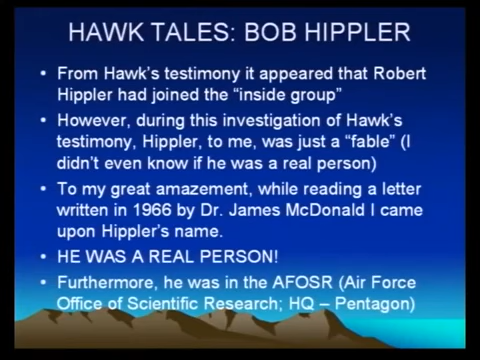 HAWK TALES: BOB HIPPLER
• From Hawk's testimony it appeared that Robert
Hippler had joined the "inside group"
• However, during this investigation of Hawk's
testimony, Hippler, to me, was just a "fable" (I
didn't even know if he was a real person)
• To my great amazement, while reading a letter
written in 1966 by Dr. James McDonald I came
upon Hippler's name.
• HE WAS A REAL PERSON!
• Furthermore, he was in the AFOSR (Air Force
Office of Scientific Research; HQ – Pentagon)